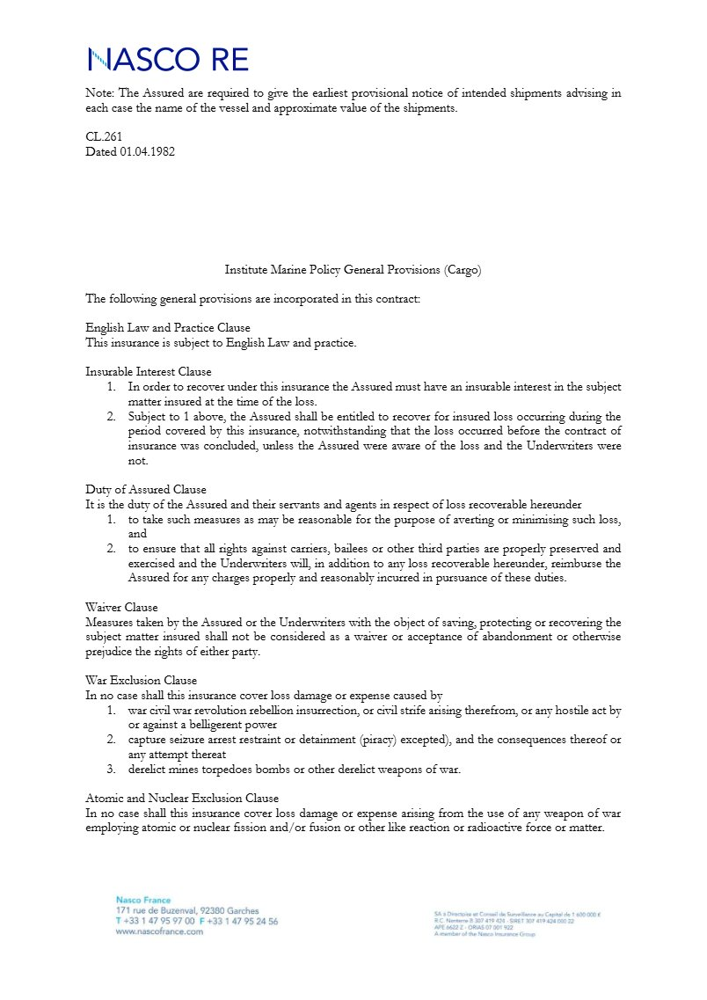 NASCO RE
Note: The Assured are required to give the earliest provisional notice of intended shipments advising in
each case the name of the vessel and approximate value of the shipments.
CL.261
Dated 01.04.1982
Institute Marine Policy General Provisions (Cargo)
The following general provisions are incorporated in this contract:
English Law and Practice Clause
This insurance is subject to English Law and practice.
Insurable Interest Clause
1. In order to recover under this insurance the Assured must have an insurable interest in the subject
matter insured at the time of the loss.
2. Subject to 1 above, the Assured shall be entitled to recover for insured loss occurring during the
period covered by this insurance, notwithstanding that the loss occurred before the contract of
insurance was concluded, unless the Assured were aware of the loss and the Underwriters were
not.
Duty of Assured Clause
It is the duty of the Assured and their servants and agents in respect of loss recoverable hereunder
1. to take such measures as may be reasonable for the purpose of averting or minimising such loss,
and
2. to ensure that all rights against carriers, bailees or other third parties are properly preserved and
exercised and the Underwriters will, in addition to any loss recoverable hereunder, reimburse the
Assured for any charges properly and reasonably incurred in pursuance of these duties.
Waiver Clause
Measures taken by the Assured or the Underwriters with the object of saving, protecting or recovering the
subject matter insured shall not be considered as a waiver or acceptance of abandonment or otherwise
prejudice the rights of either party.
War Exclusion Clause
In no case shall this insurance cover loss damage or expense caused by
1. war civil war revolution rebellion insurrection, or civil strife arising therefrom, or any hostile act by
or against a belligerent power
2. capture seizure arrest restraint or detainment (piracy) excepted), and the consequences thereof or
any attempt thereat
3. derelict mines torpedoes bombs or other derelict weapons of war.
Atomic and Nuclear Exclusion Clause
In no case shall this insurance cover loss damage or expense arising from the use of any weapon of war
employing atomic or nuclear fission and/or fusion or other like reaction or radioactive force or matter.
Nasco France
171 rue de Buzenval, 92380 Garches
T +33 1 47 95 97 00 F +33 1 47 95 24 56
www.nascofrance.com
SA à Directoire et Conseil de Surveillance au Capital de 1 600 000 €
R.C. Nanterre B 307 419 424 - SIRET 307 419 424 000 22
APE 6622 Z - ORIAS 07 001 922
A member of the Nasco Insurance Group